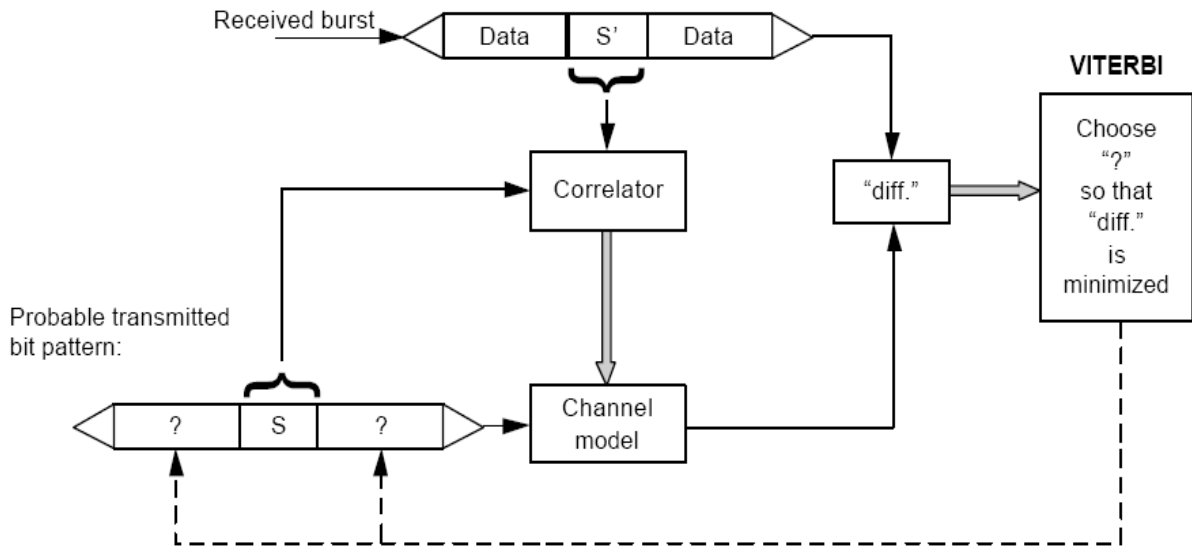 Received burst
Data
S’
Data
VITERBI
Choose
“?”
so that
“diff.”
is
minimized
Correlator
“diff.”
Probable transmitted
bit pattern:
?
S
?
Channel
model